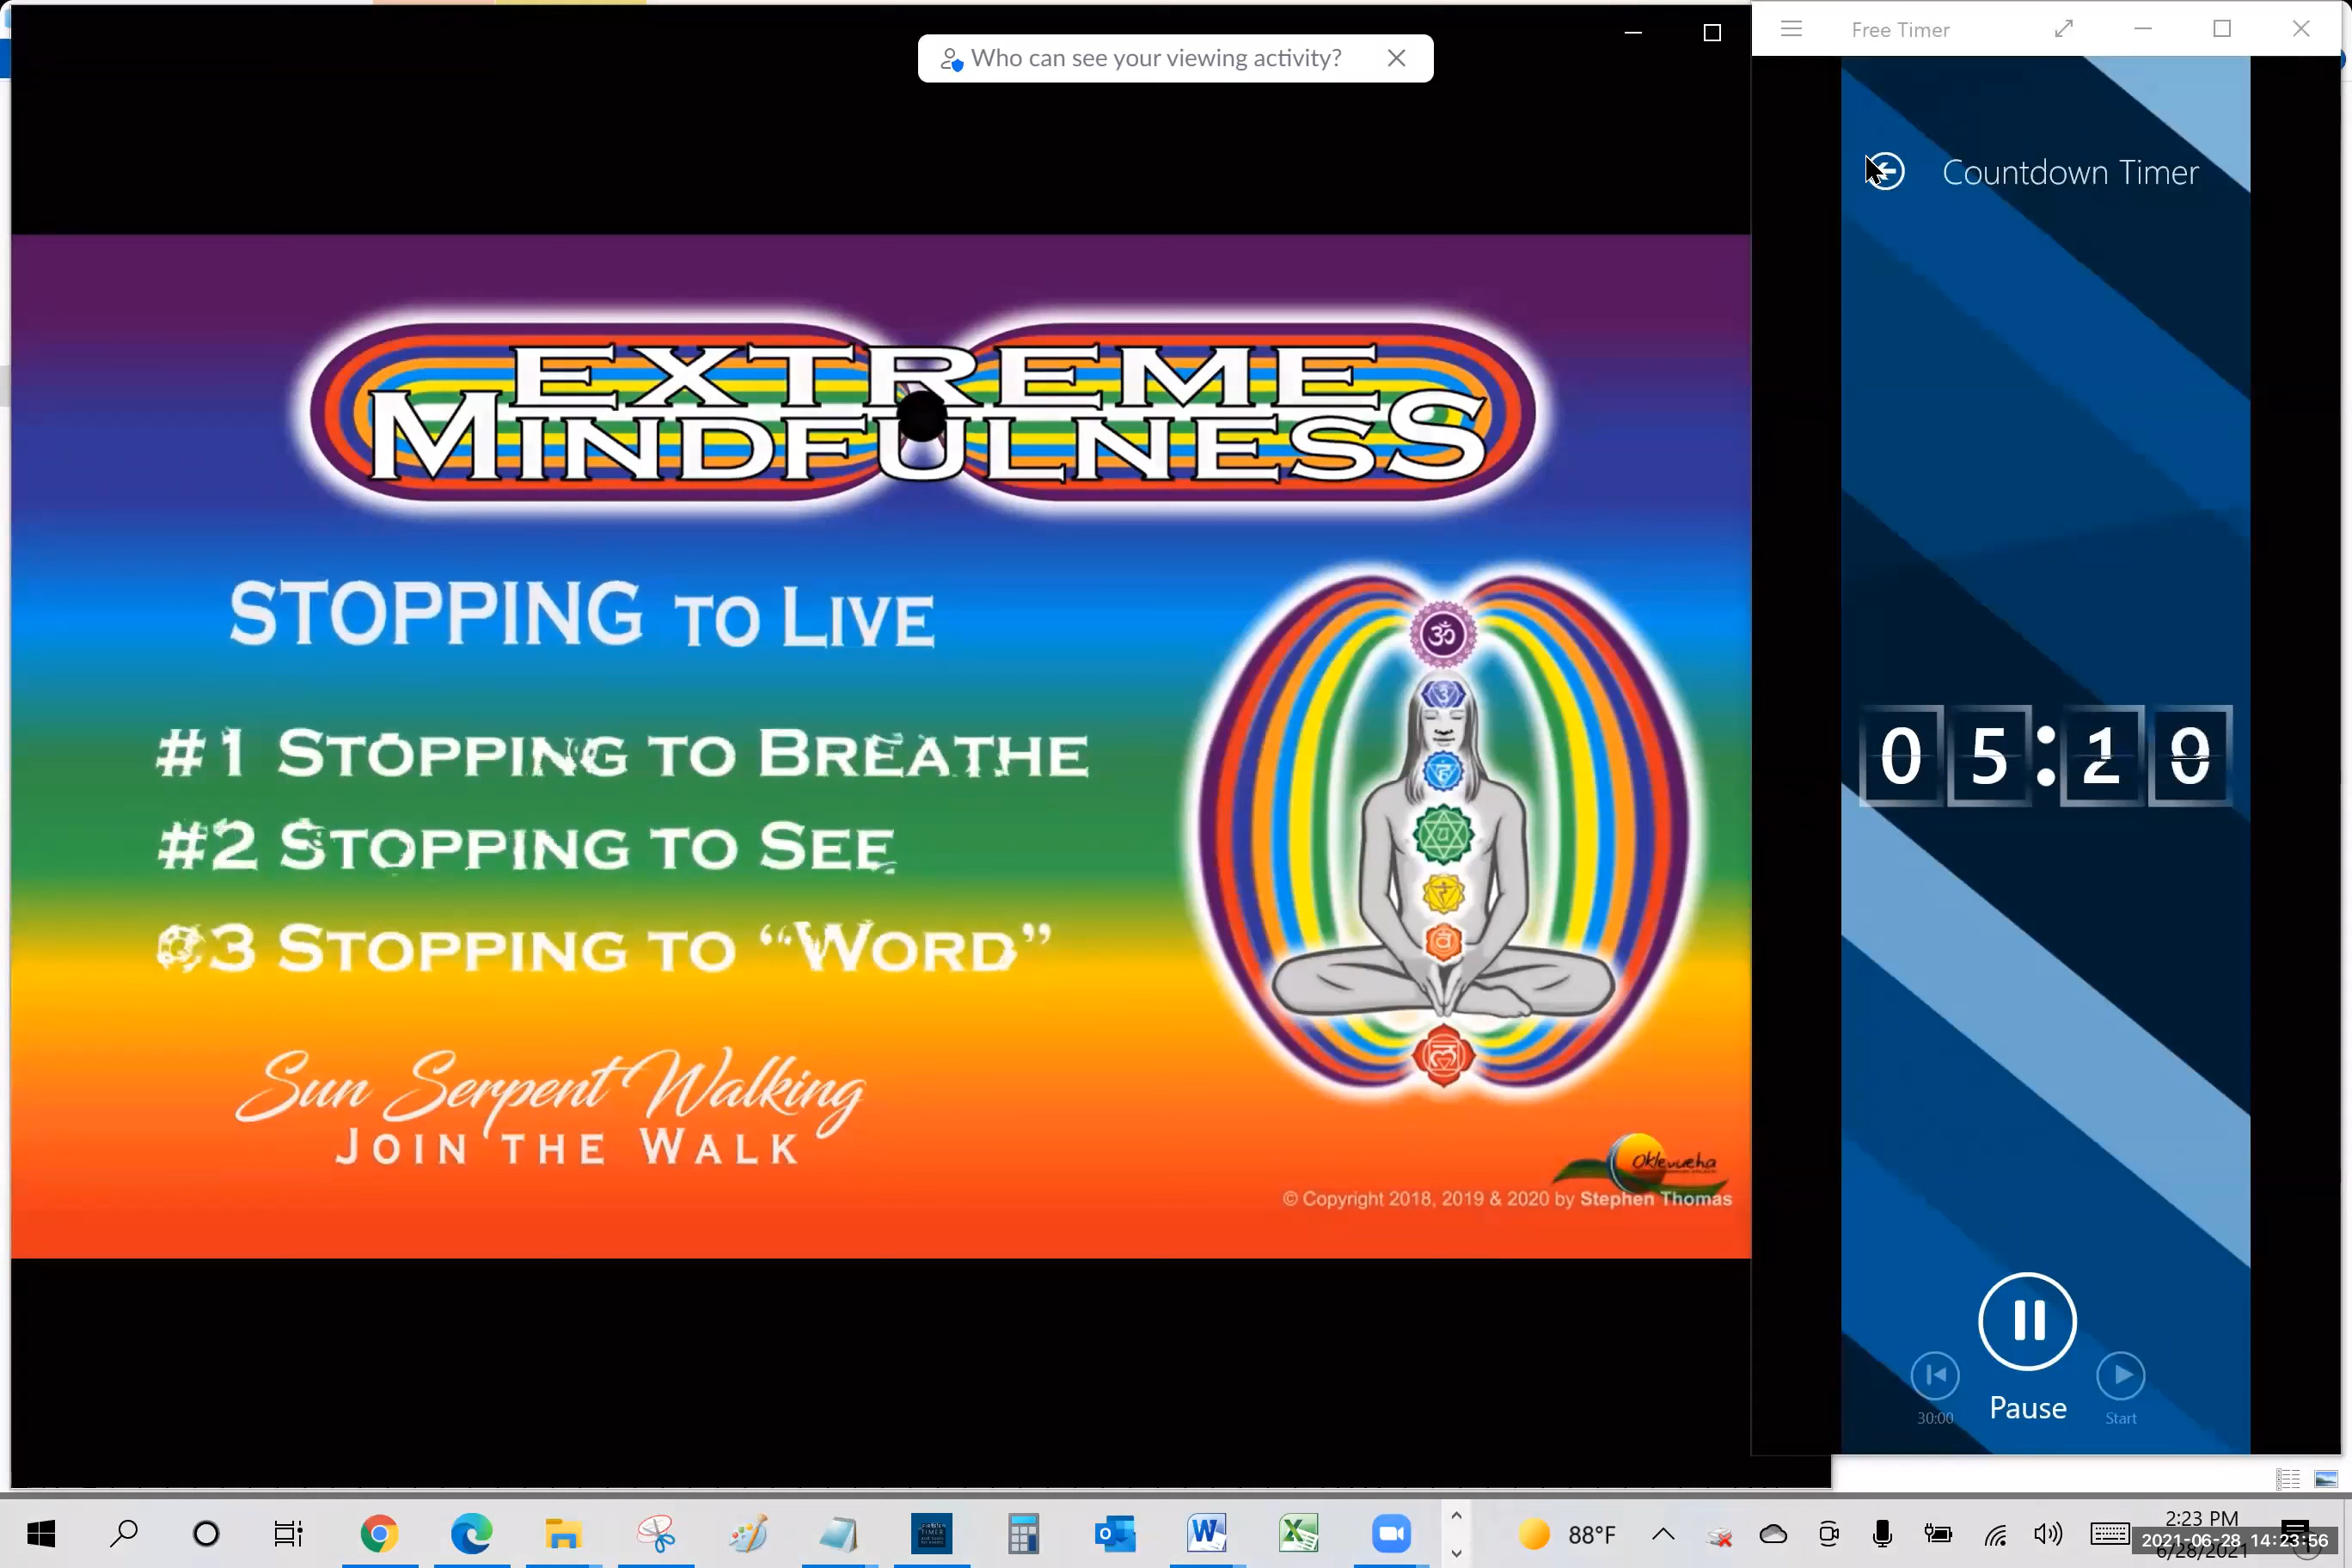 Who can see your viewing activity?
Free Timer
Countdown Timer
EXTREME
MINDFULNESS
STOPPING TO LIVE
#1 STOPPING TO BREATHE
#2 STOPPING TO SEE
3 STOPPING TO “WORD”
Sun Serpent Walking
JOIN THE WALK
ॐ
Oklevueha
© Copyright 2018, 2019 & 2020 by Stephen Thomas
05:
30:00
Pause
Start
88°F
2:23 PM
2021-06-28 14:23:56